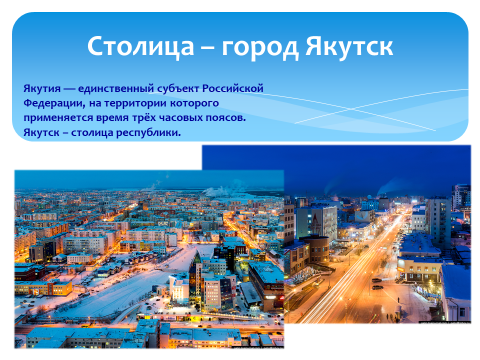 Столица – город Якутск
Якутия — единственный субъект Российской
Федерации, на территории которого
применяется время трёх часовых поясов.
Якутск – столица республики.